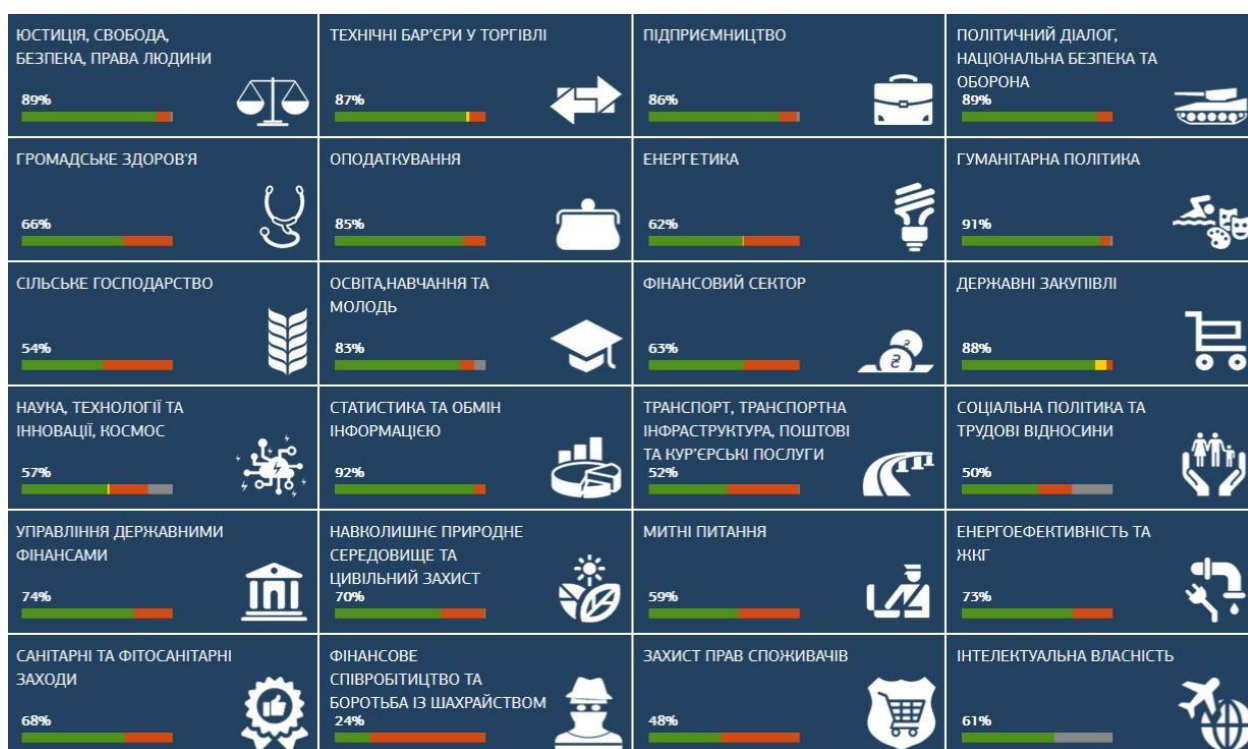 ЮСТИЦІЯ, СВОБОДА,
БЕЗПЕКА, ПРАВА ЛЮДИНИ
89%
ТЕХНІЧНІ БАР'ЄРИ У ТОРГІВЛІ
87%
ПІДПРИЄМНИЦТВО
86%
ПОЛІТИЧНИЙ ДІАЛОГ,
НАЦІОНАЛЬНА БЕЗПЕКА ТА
ОБОРОНА
89%
ГРОМАДСЬКЕ ЗДОРОВ'Я
66%
ОПОДАТКУВАННЯ
85%
ЕНЕРГЕТИКА
62%
ГУМАНІТАРНА ПОЛІТИКА
91%
СІЛЬСЬКЕ ГОСПОДАРСТВО
54%
ОСВІТА,НАВЧАННЯ ТА
МОЛОДЬ
83%
ФІНАНСОВИЙ СЕКТОР
63%
ДЕРЖАВНІ ЗАКУПІВЛІ
88%
НАУКА, ТЕХНОЛОГІЇ ТА
ІННОВАЦІЇ, КОСМОС
57%
СТАТИСТИКА ТА ОБМІН
ІНФОРМАЦІЄЮ
92%
ТРАНСПОРТ, ТРАНСПОРТНА
ІНФРАСТРУКТУРА, ПОШТОВІ
ТА КУР'ЄРСЬКІ ПОСЛУГИ
52%
СОЦІАЛЬНА ПОЛІТИКА ТА
ТРУДОВІ ВІДНОСИНИ
50%
УПРАВЛІННЯ ДЕРЖАВНИМИ
ФІНАНСАМИ
74%
НАВКОЛИШНЄ ПРИРОДНЕ
СЕРЕДОВИЩЕ ТА
ЦИВІЛЬНИЙ ЗАХИСТ
70%
МИТНІ ПИТАННЯ
59%
ЕНЕРГОЕФЕКТИВНІСТЬ ТА
ЖКГ
73%
САНІТАРНІ ТА ФІТОСАНІТАРНІ
ЗАХОДИ
68%
ФІНАНСОВЕ
СПІВРОБІТИЦТВО ТА
БОРОТЬБА ІЗ ШАХРАЙСТВОМ
24%
ЗАХИСТ ПРАВ СПОЖИВАЧІВ
48%
ІНТЕЛЕКТУАЛЬНА ВЛАСНІСТЬ
61%